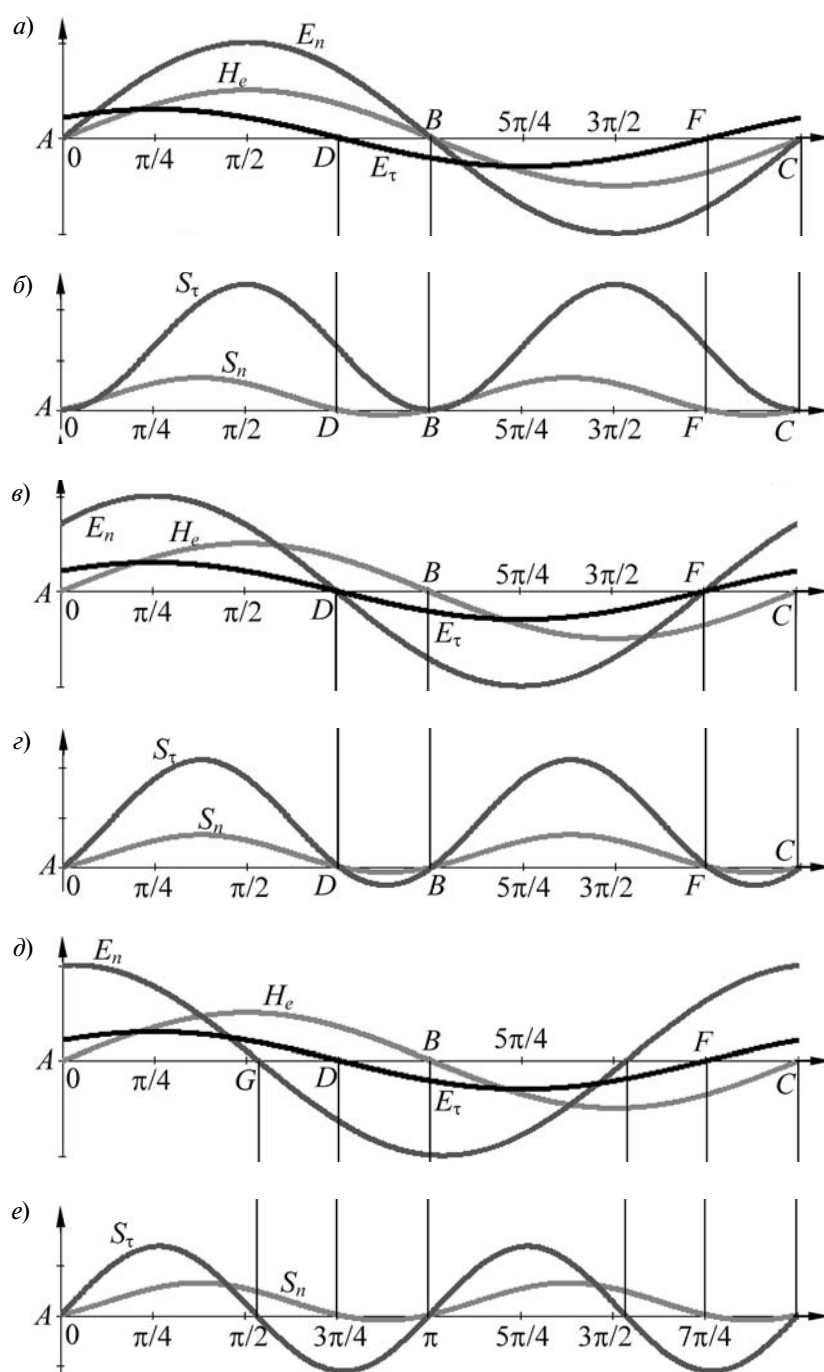 а)
E_n
H_e
B 5π/4 3π/2 F
A 0 π/4 π/2 D E_τ C
б)
S_τ
S_n
A π/4 π/2 D B 5π/4 3π/2 F C
в)
E_n H_e
B 5π/4 3π/2 F
A 0 π/4 π/2 D E_τ C
г)
S_τ
S_n
C
A 0 π/4 π/2 D B 5π/4 3π/2 F
д)
E_n
H_e
B 5π/4 F
A 0 π/4 G D E_τ C
е)
S_τ
S_n
A 0 π/4 π/2 3π/4 π 5π/4 3π/2 7π/4 C